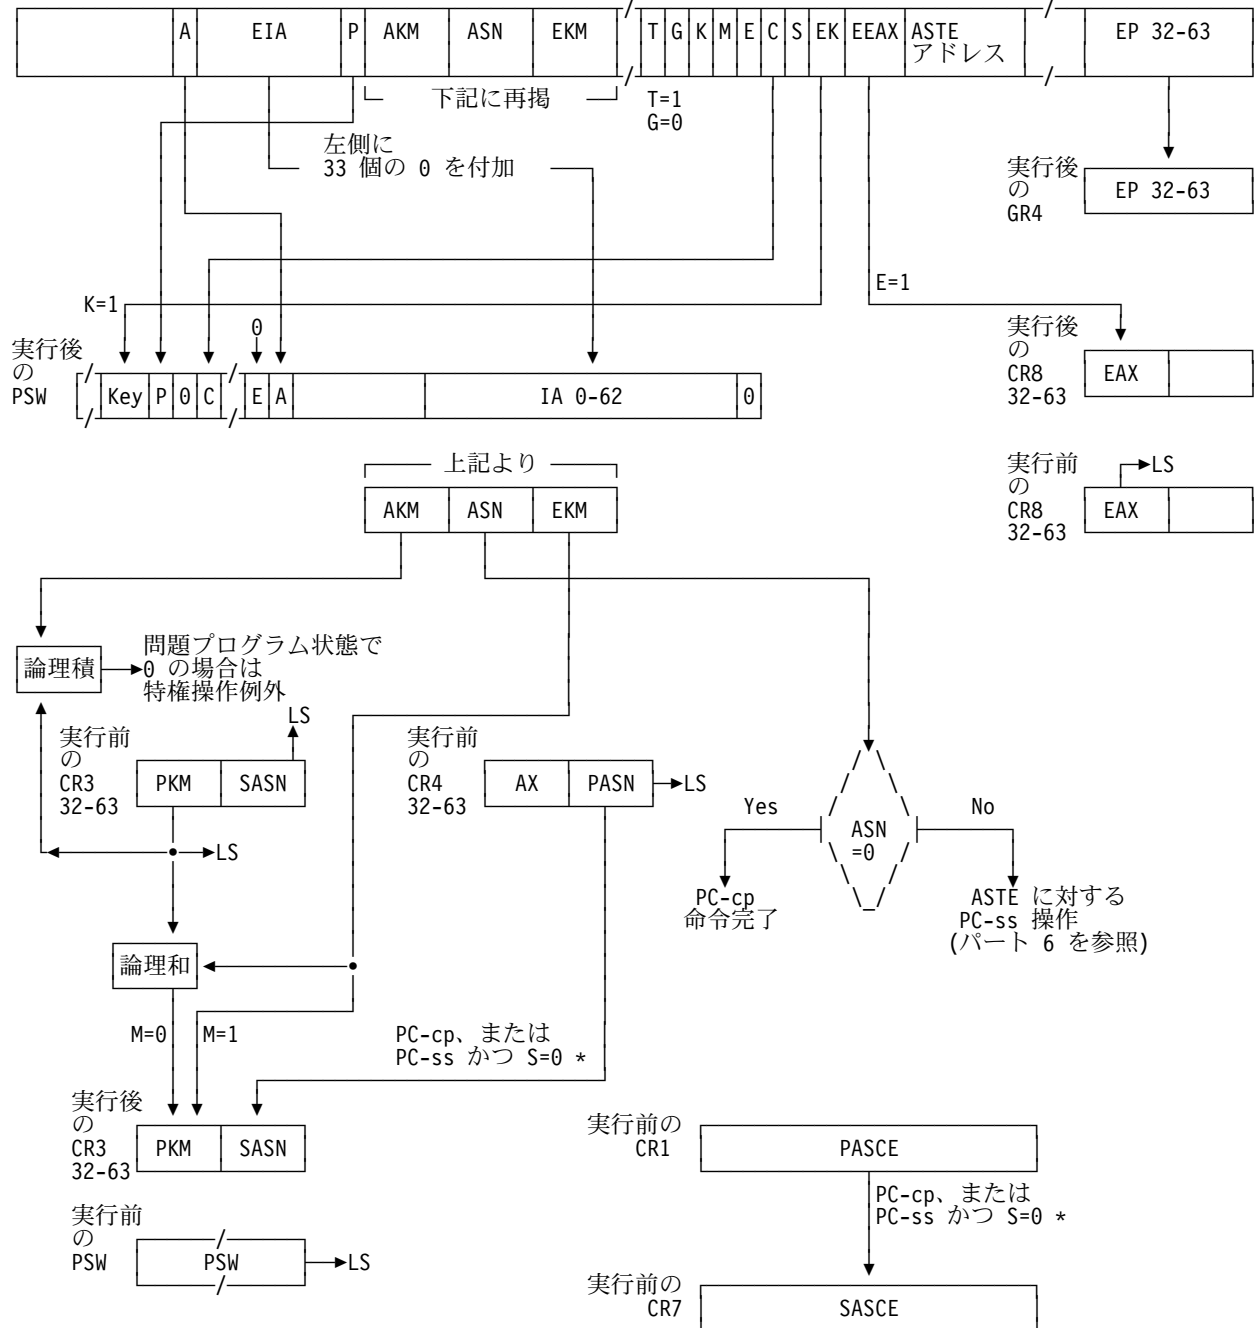 A EIA P AKM ASN EKM T G K M E C S EK EEAX ASTE EP 32-63
アドレス
下記に再掲
T=1
G=0
左側に
33 個の 0 を付加
実行後
の
GR4
EP 32-63
K=1
E=1
0
実行後
の
PSW
Key P 0 C E A IA 0-62 0
実行後
の
CR8
32-63
EAX
上記より
AKM ASN EKM
実行前
の
CR8
32-63
LS
EAX
論理積
問題プログラム状態で
0 の場合は
特権操作例外
LS
実行前
の
CR3
32-63
PKM SASN
LS
実行前
の
CR4
32-63
AX PASN
LS
Yes
No
ASN
=0
PC-cp
命令完了
ASTE に対する
PC-ss 操作
(パート 6 を参照)
論理和
M=0 M=1
PC-cp、または
PC-ss かつ S=0 *
実行後
の
CR3
32-63
PKM SASN
実行前の
CR1
PASCE
PC-cp、または
PC-ss かつ S=0 *
実行前
の
PSW
PSW
LS
実行前の
CR7
SASCE